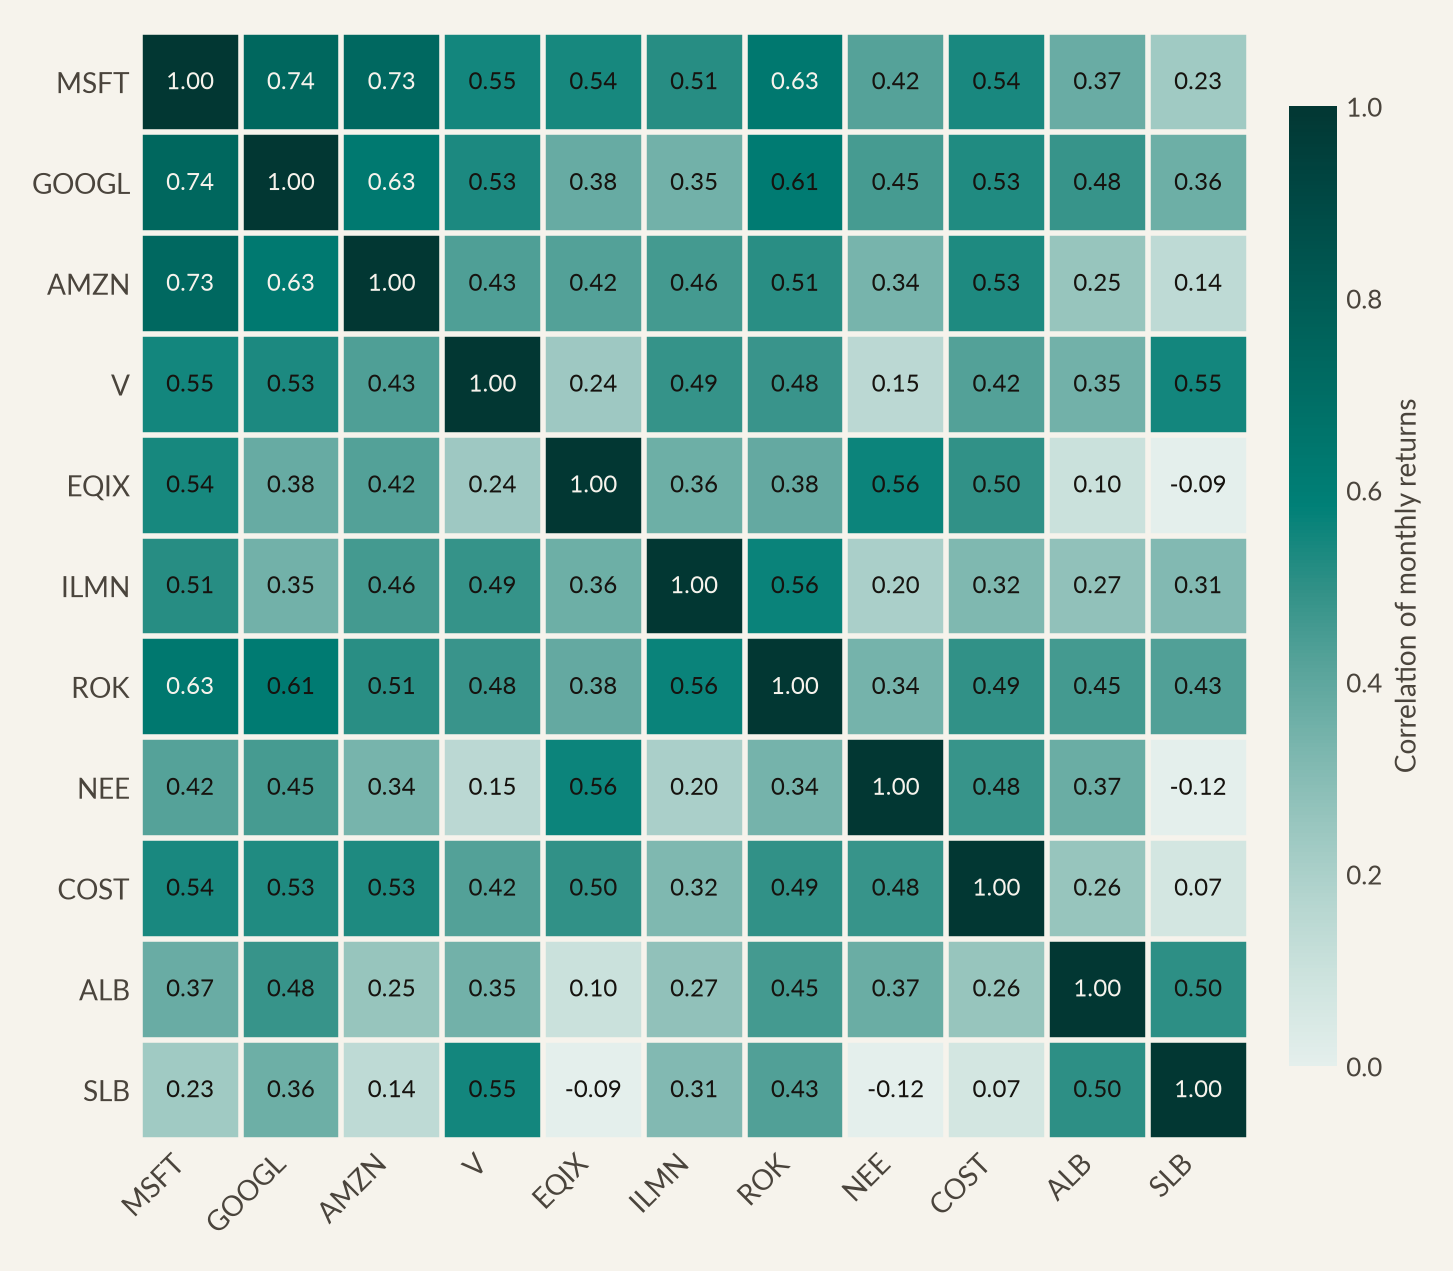 MSFT 1.00 0.74 0.73 0.55 0.54 0.51 0.63 0.42 0.54 0.37 0.23
GOOGL 0.74 1.00 0.63 0.53 0.38 0.35 0.61 0.45 0.53 0.48 0.36
AMZN 0.73 0.63 1.00 0.43 0.42 0.46 0.51 0.34 0.53 0.25 0.14
V 0.55 0.53 0.43 1.00 0.24 0.49 0.48 0.15 0.42 0.35 0.55
EQIX 0.54 0.38 0.42 0.24 1.00 0.36 0.38 0.56 0.50 0.10 -0.09
ILMN 0.51 0.35 0.46 0.49 0.36 1.00 0.56 0.20 0.32 0.27 0.31
ROK 0.63 0.61 0.51 0.48 0.38 0.56 1.00 0.34 0.49 0.45 0.43
NEE 0.42 0.45 0.34 0.15 0.56 0.20 0.34 1.00 0.48 0.37 -0.12
COST 0.54 0.53 0.53 0.42 0.50 0.32 0.49 0.48 1.00 0.26 0.07
ALB 0.37 0.48 0.25 0.35 0.10 0.27 0.45 0.37 0.26 1.00 0.50
SLB 0.23 0.36 0.14 0.55 -0.09 0.31 0.43 -0.12 0.07 0.50 1.00
MSFT GOOGL AMZN V EQIX ILMN ROK NEE COST ALB SLB
1.0
0.8
0.6
0.4
0.2
0.0
Correlation of monthly returns